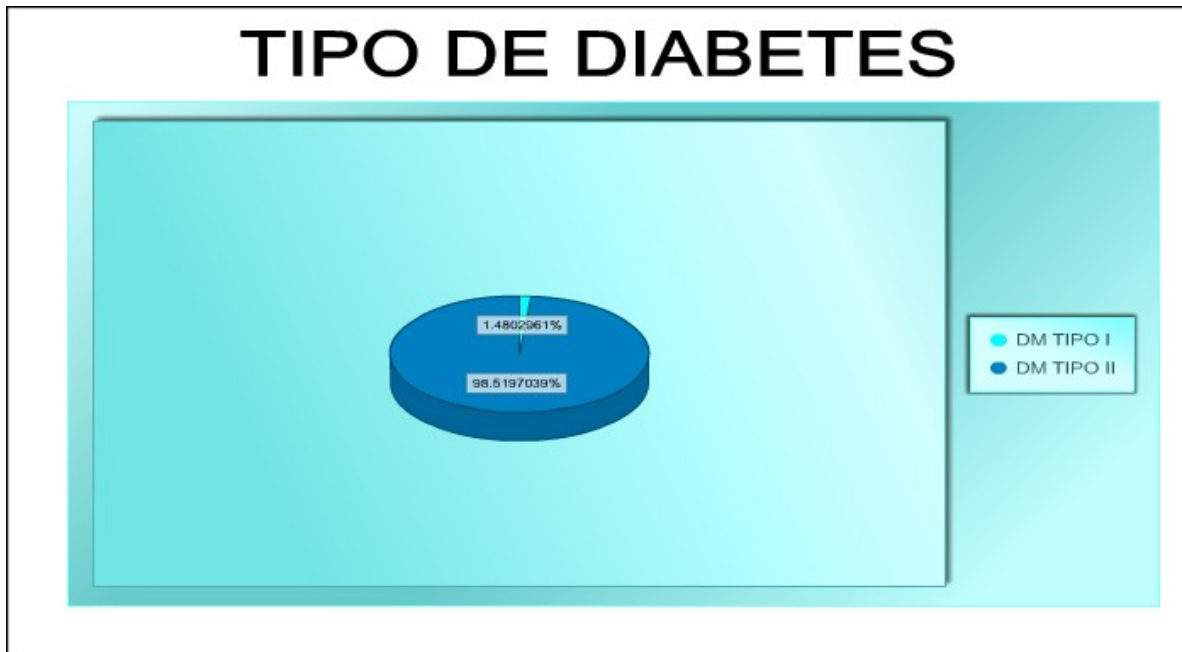 TIPO DE DIABETES
1.4802961%
98.5197039%
DM TIPO I
DM TIPO II